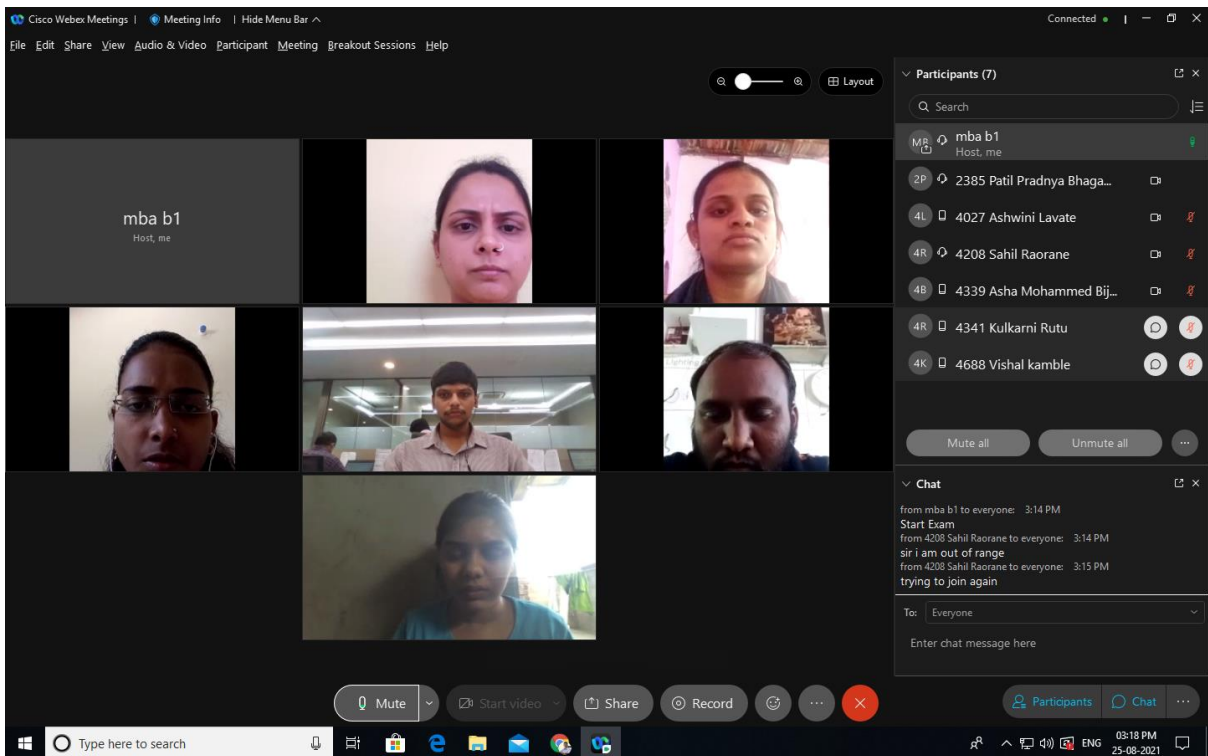 Cisco Webex Meetings | Meeting Info | Hide Menu Bar
Connected
File Edit Share View Audio & Video Participant Meeting Breakout Sessions Help
Layout
mba b1
Host, me
Participants (7)
Search
mba b1
Host, me
2P 2385 Patil Pradnya Bhaga...
4L 4027 Ashwini Lavate
4R 4208 Sahil Raorane
4B 4339 Asha Mohammed Bij...
4R 4341 Kulkarni Rutu
4K 4688 Vishal kamble
Mute all Unmute all
Chat
from mba b1 to everyone: 3:14 PM
Start Exam
from 4208 Sahil Raorane to everyone: 3:14 PM
sir i am out of range
from 4208 Sahil Raorane to everyone: 3:15 PM
trying to join again
To: Everyone
Enter chat message here
Mute Start video Share Record
Participants Chat
Type here to search
ENG 03:18 PM
25-08-2021